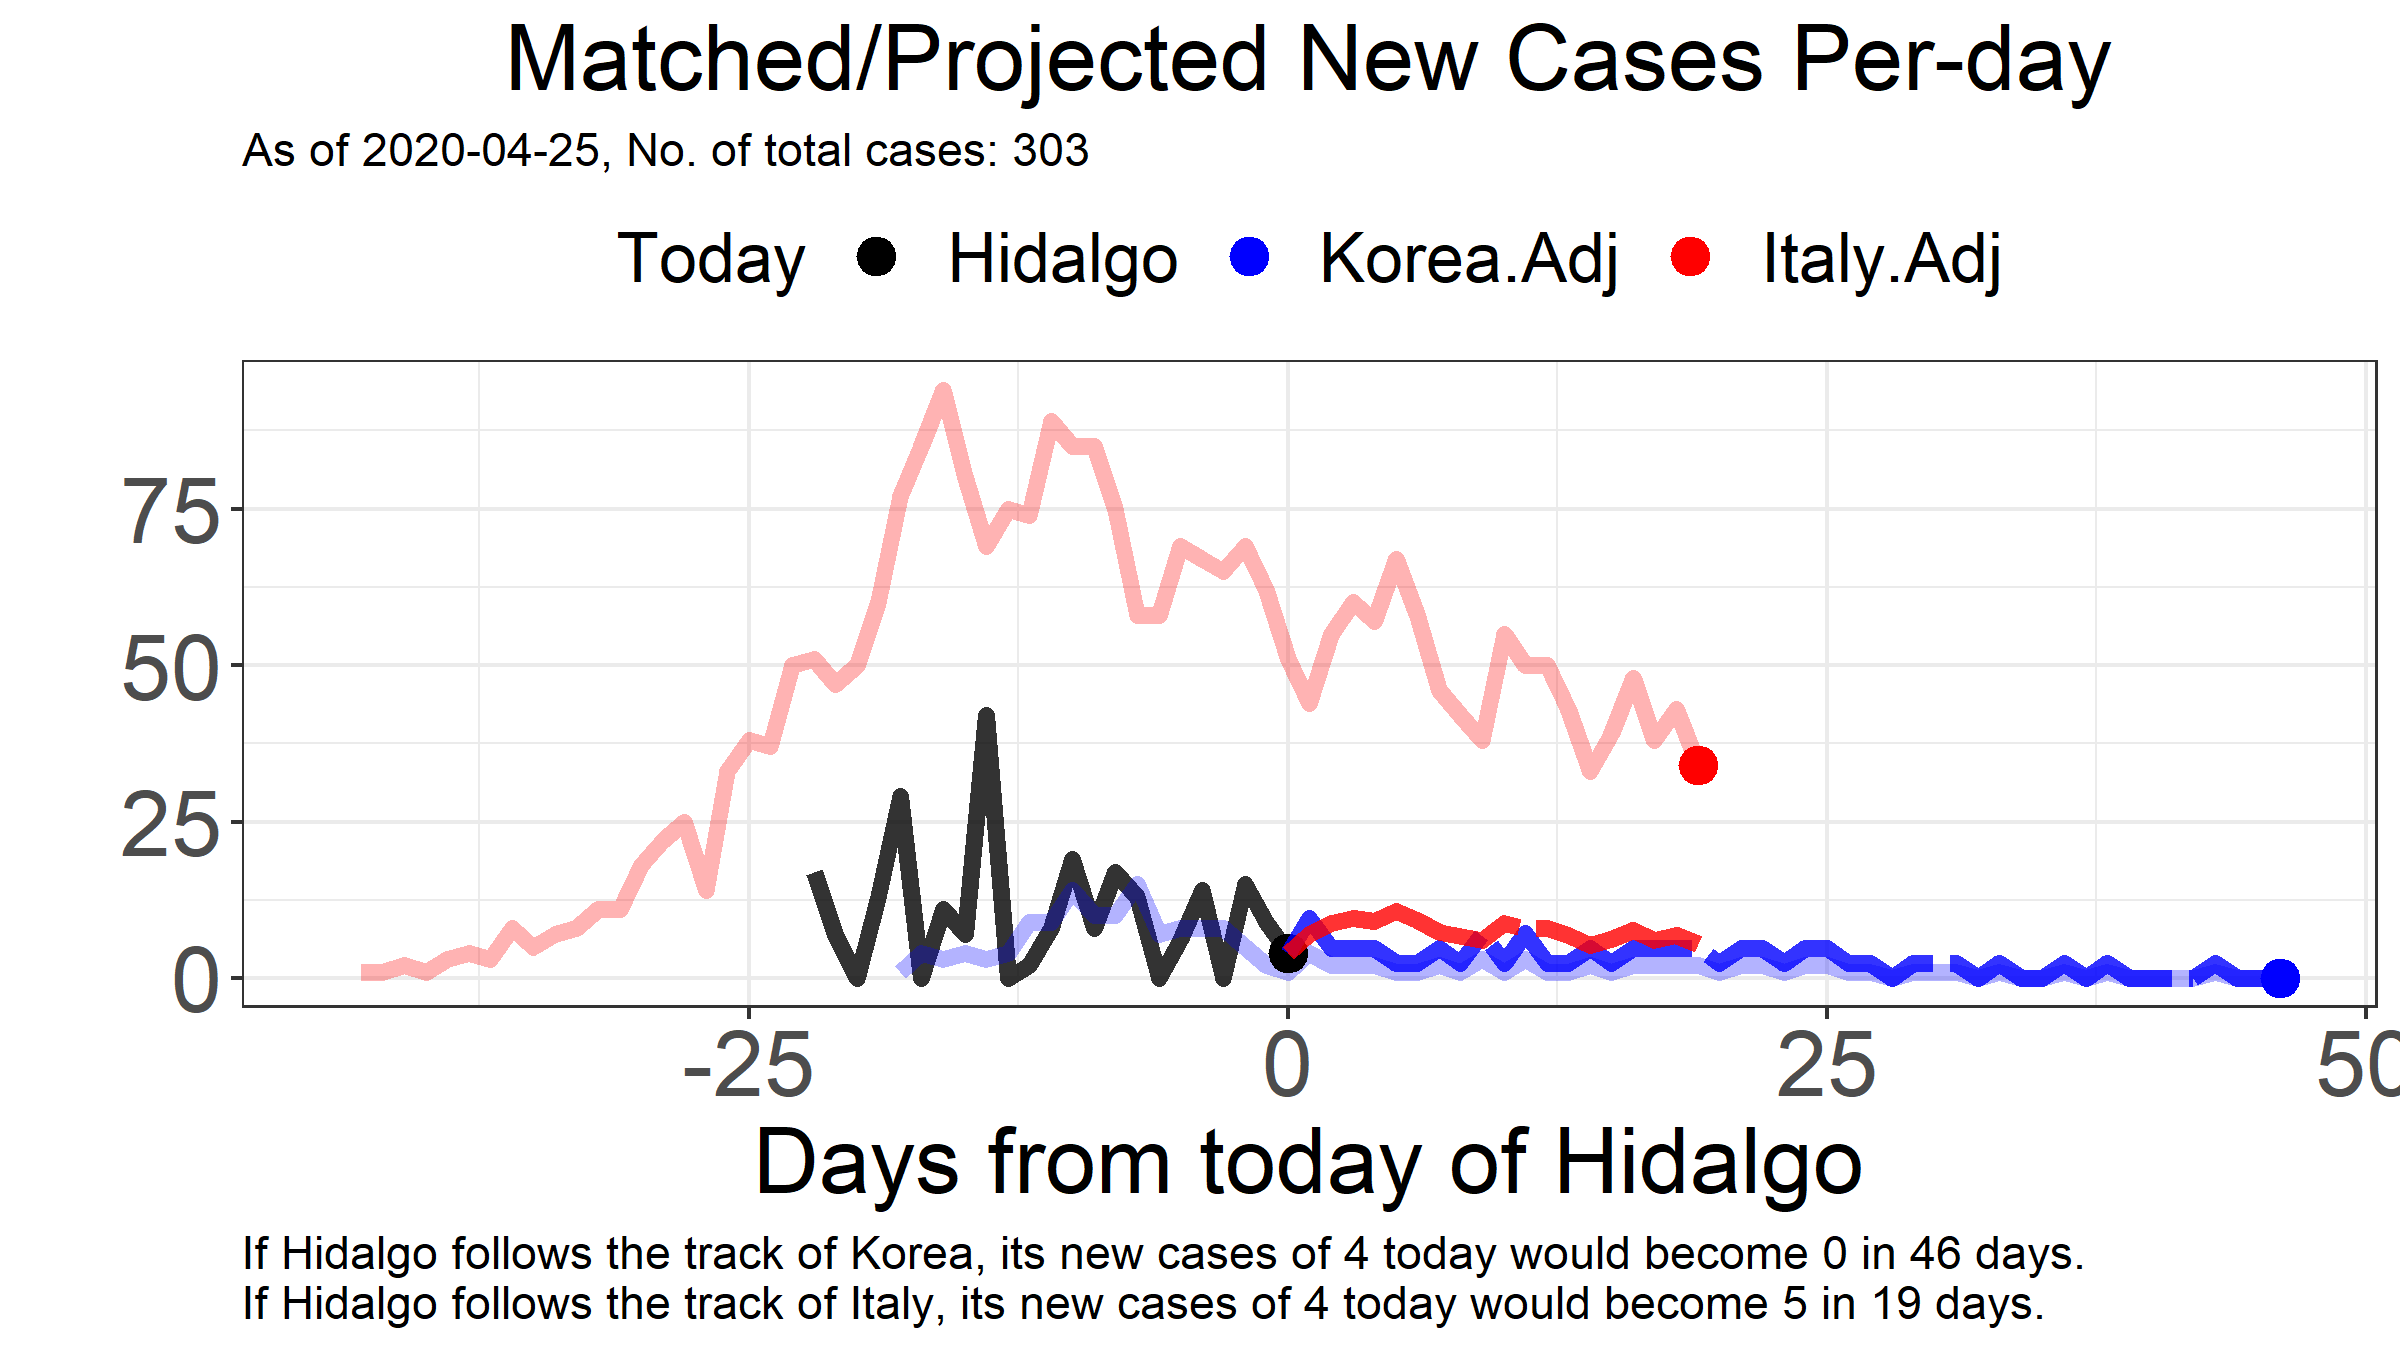 Matched/Projected New Cases Per-day
As of 2020-04-25, No. of total cases: 303
Today Hidalgo Korea.Adj Italy.Adj
75
50
25
0
-25 0 25 50
Days from today of Hidalgo
If Hidalgo follows the track of Korea, its new cases of 4 today would become 0 in 46 days.
If Hidalgo follows the track of Italy, its new cases of 4 today would become 5 in 19 days.